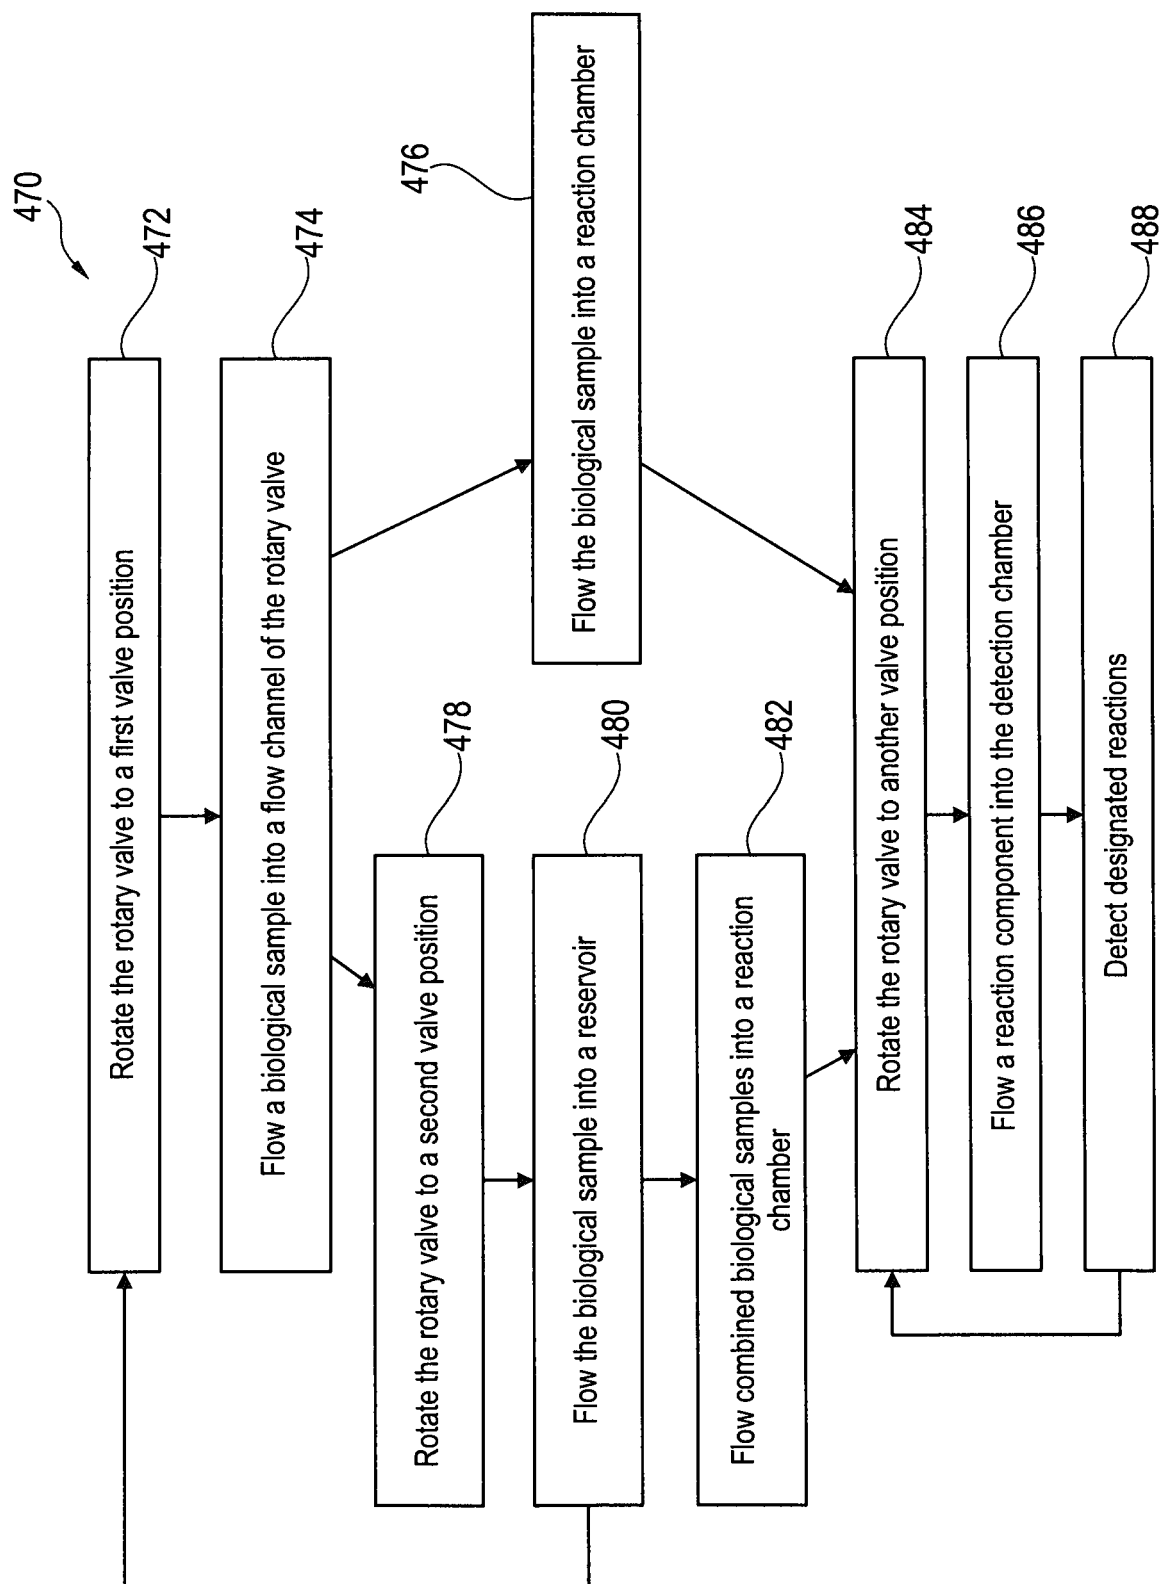 470
Rotate the rotary valve to a first valve position
472
Flow a biological sample into a flow channel of the rotary valve
474
Flow the biological sample into a reaction chamber
476
Rotate the rotary valve to a second valve position
478
Flow the biological sample into a reservoir
480
Flow combined biological samples into a reaction
chamber
482
Rotate the rotary valve to another valve position
484
Flow a reaction component into the detection chamber
486
Detect designated reactions
488